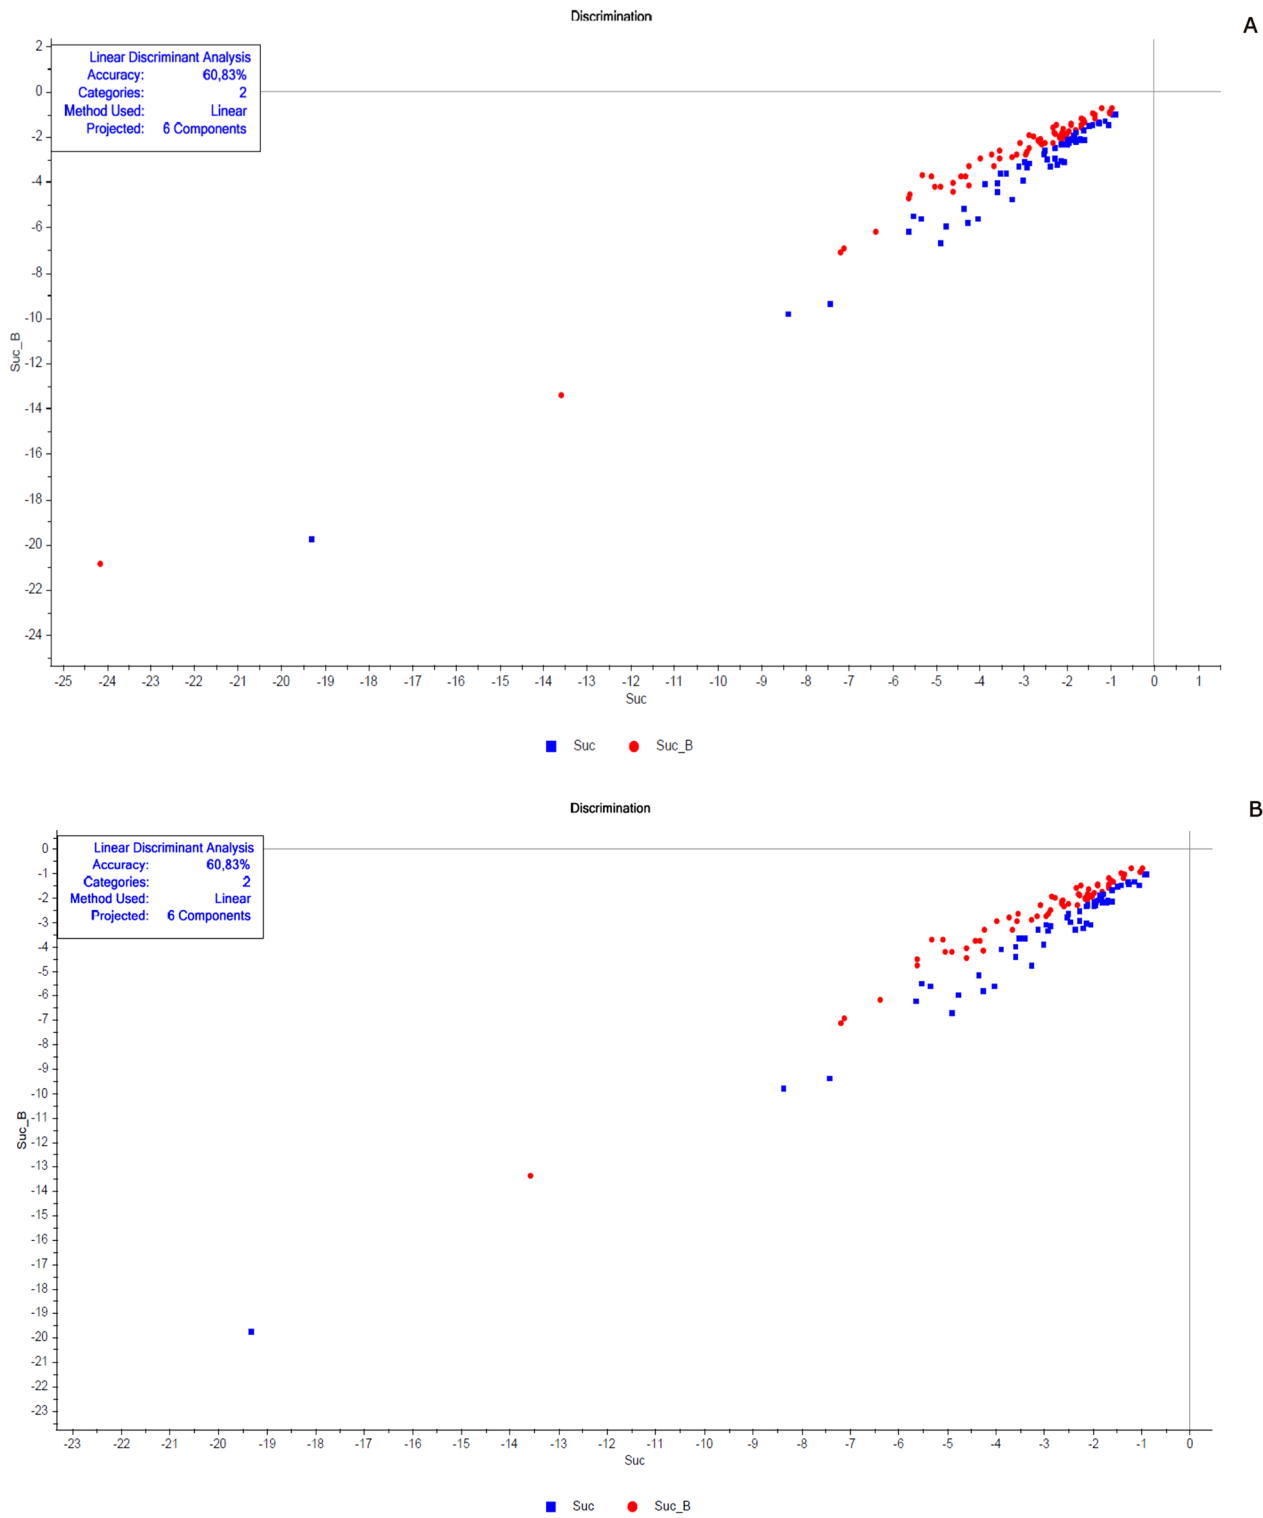 Discrimination
A
Linear Discriminant Analysis
Accuracy: 60,83%
Categories: 2
Method Used: Linear
Projected: 6 Components
2
0
-2
-4
-6
-8
-10
-12
-14
-16
-18
-20
-22
-24
Suc_B
-25 -24 -23 -22 -21 -20 -19 -18 -17 -16 -15 -14 -13 -12 -11 -10 -9 -8 -7 -6 -5 -4 -3 -2 -1 0 1
Suc
Suc Suc_B
Discrimination
B
Linear Discriminant Analysis
Accuracy: 60,83%
Categories: 2
Method Used: Linear
Projected: 6 Components
0
-1
-2
-3
-4
-5
-6
-7
-8
-9
-10
-11
-12
-13
-14
-15
-16
-17
-18
-19
-20
-21
-22
-23
Suc_B
-23 -22 -21 -20 -19 -18 -17 -16 -15 -14 -13 -12 -11 -10 -9 -8 -7 -6 -5 -4 -3 -2 -1 0
Suc
Suc Suc_B